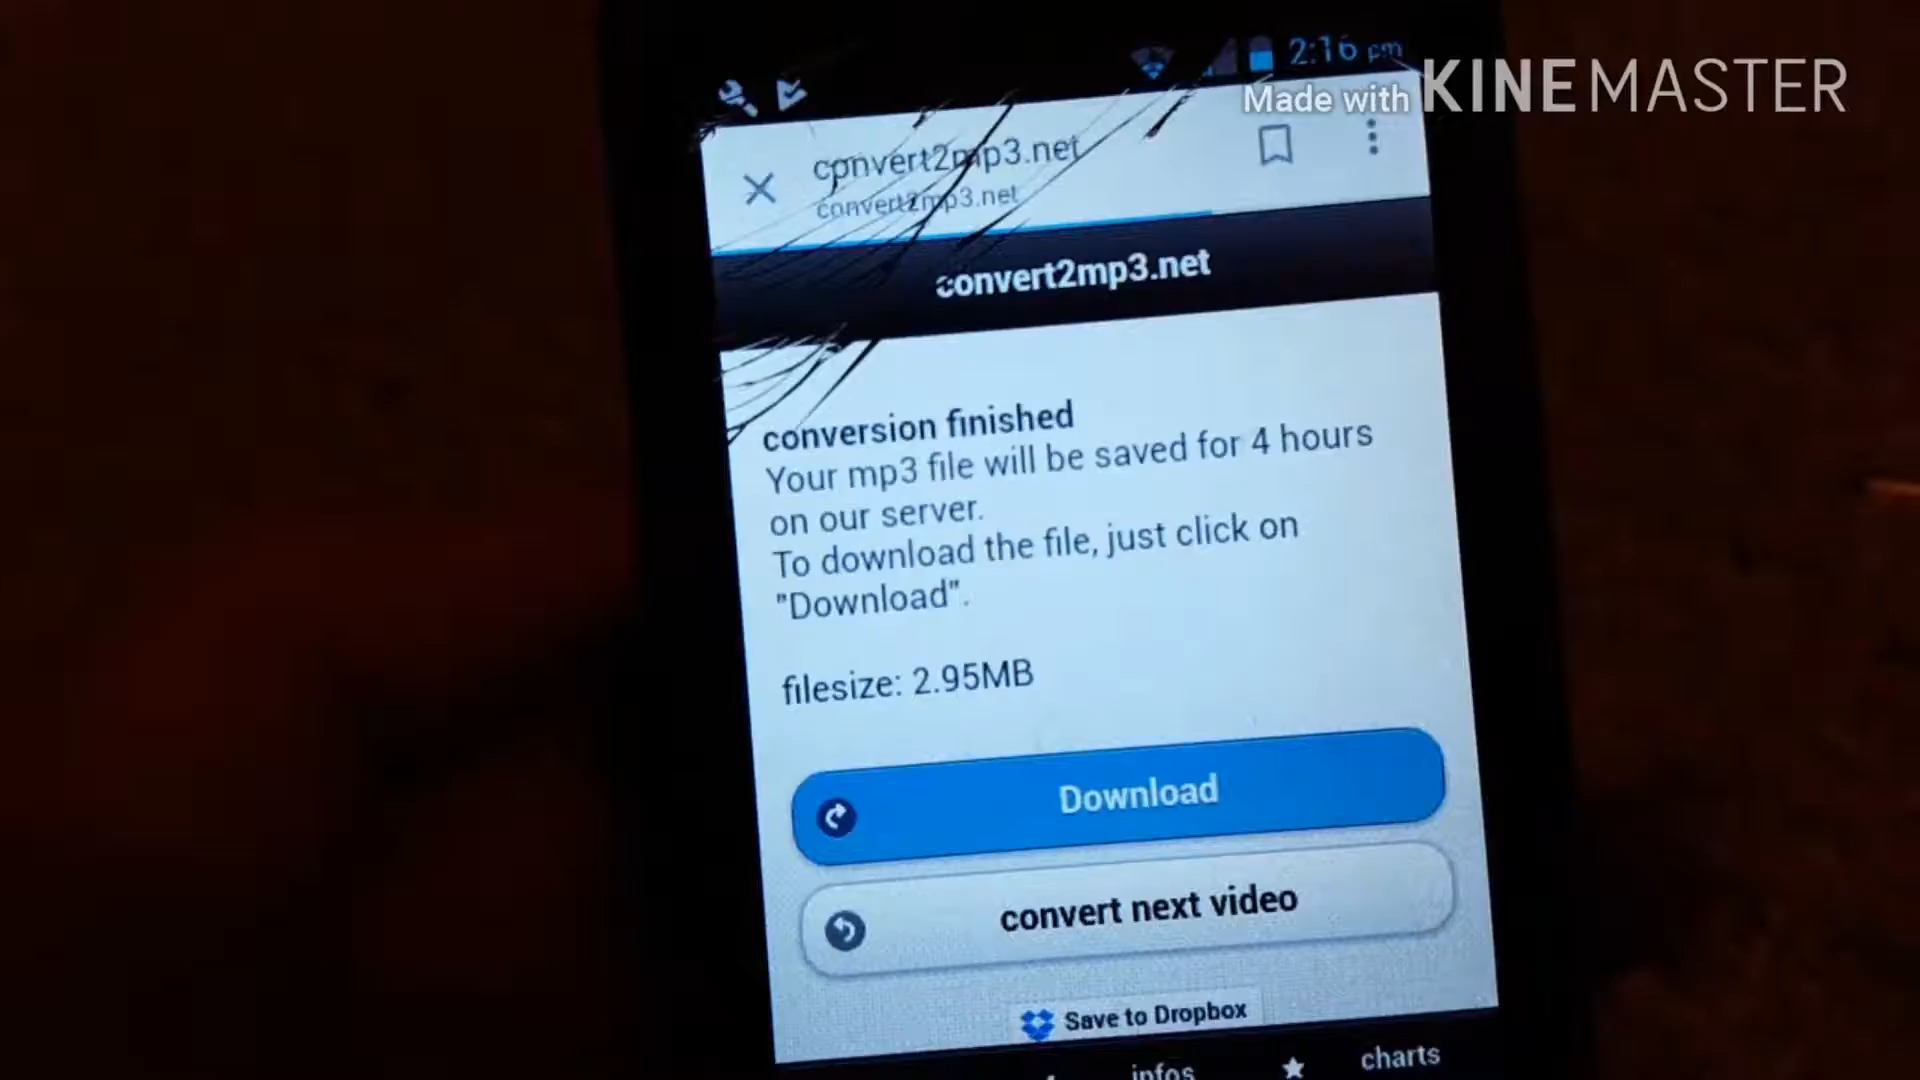 2:16 pm
Made with KINEMASTER
convert2mp3.net
convert2mp3.net
convert2mp3.net
conversion finished
Your mp3 file will be saved for 4 hours
on our server.
To download the file, just click on
"Download".
filesize: 2.95MB
Download
convert next video
Save to Dropbox
infos
charts